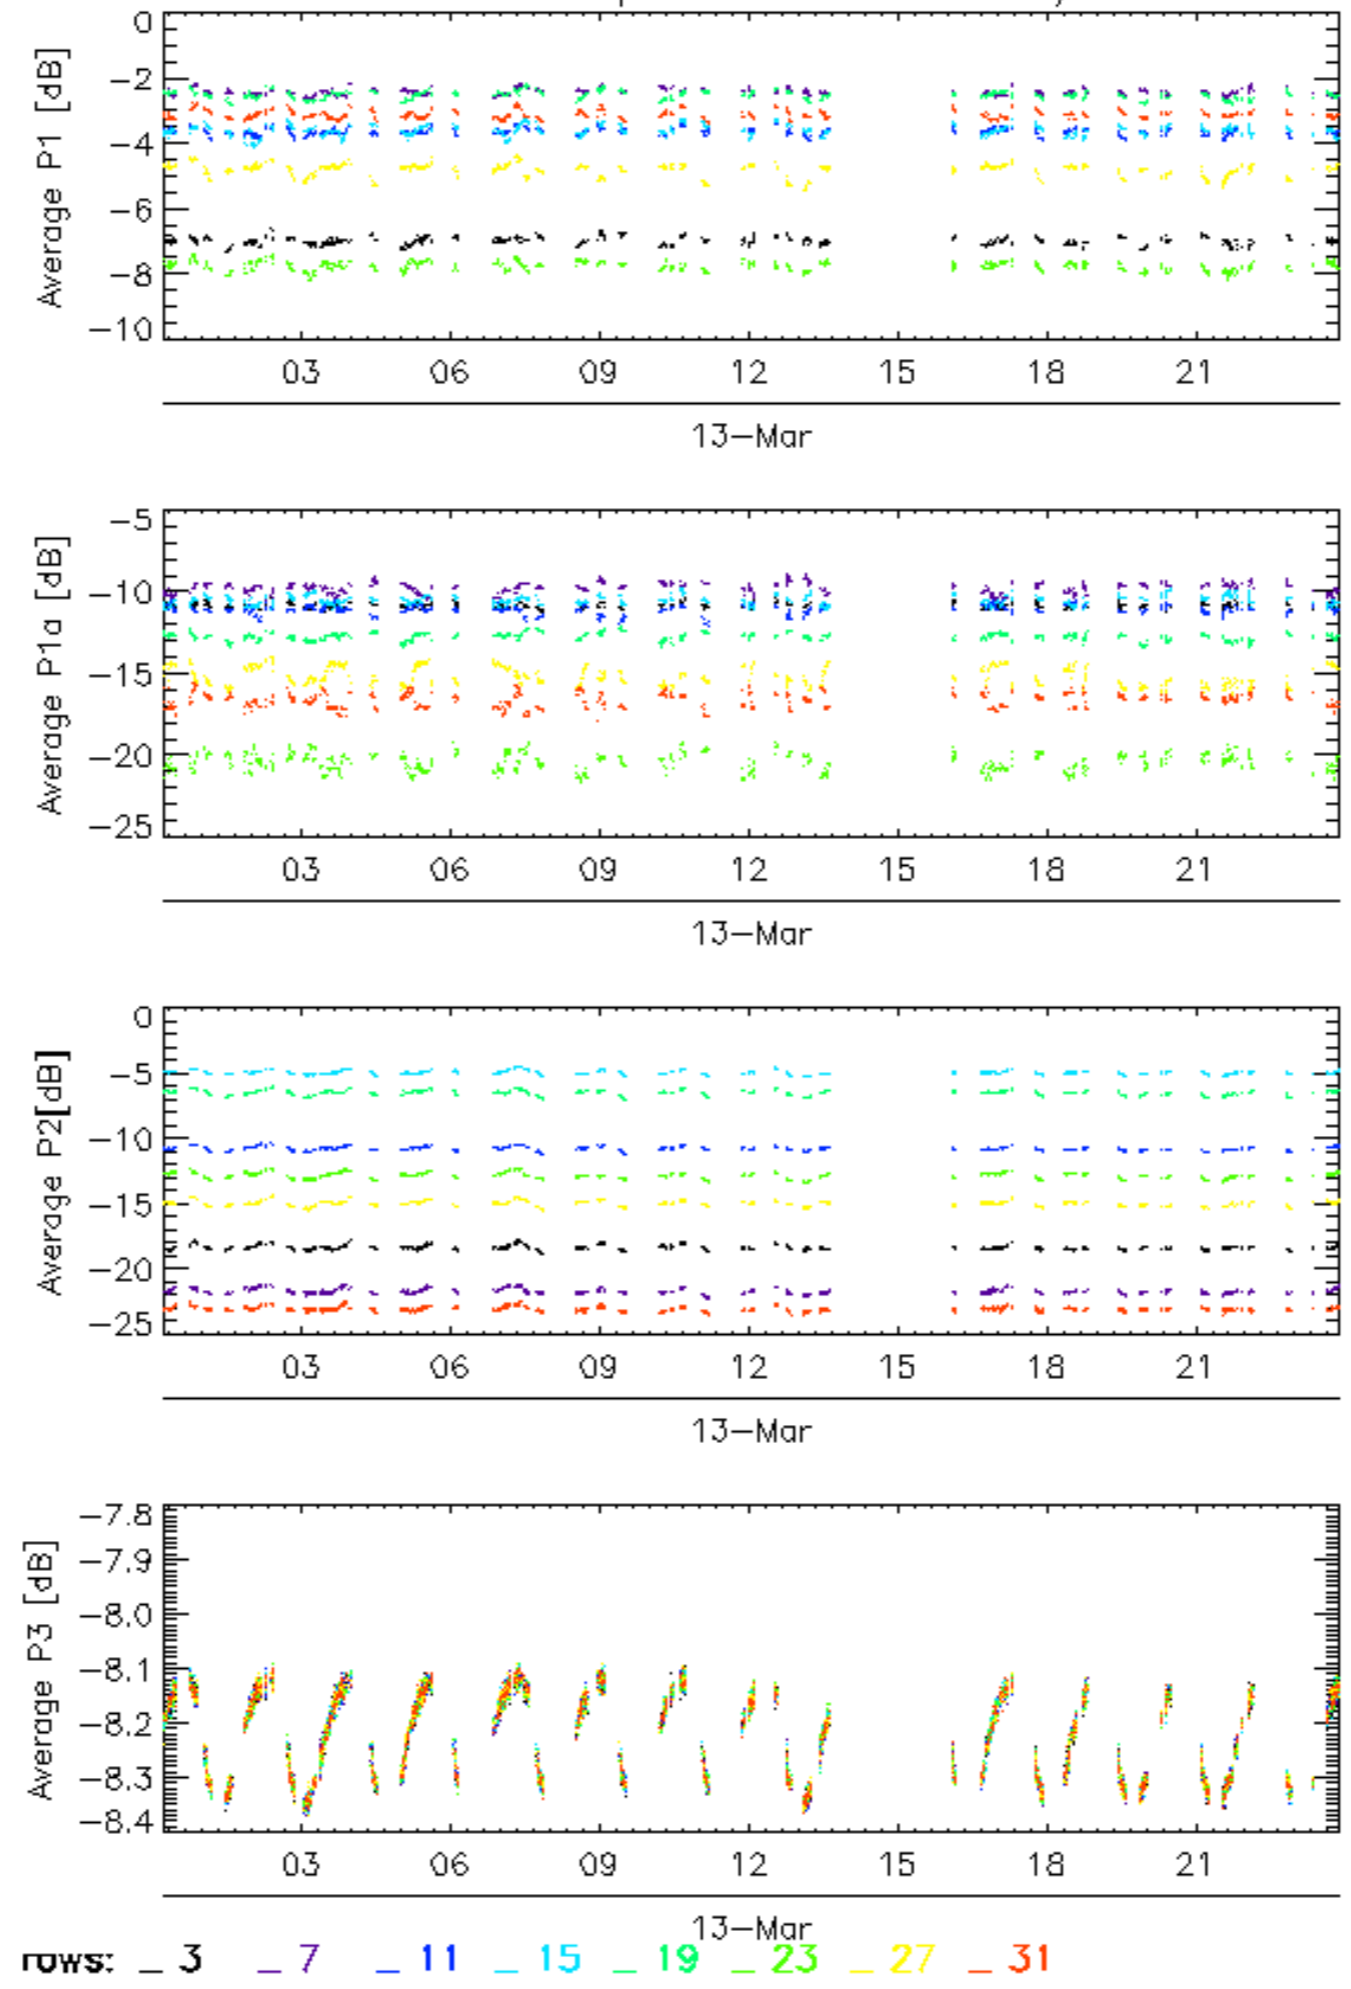 0
−2
−4
−6
−8
−10
Average P1 [dB]
03 06 09 12 15 18 21
13−Mar
−5
−10
−15
−20
−25
Average P1a [dB]
03 06 09 12 15 18 21
13−Mar
0
−5
−10
−15
−20
−25
Average P2[dB]
03 06 09 12 15 18 21
13−Mar
−7.8
−7.9
−8.0
−8.1
−8.2
−8.3
−8.4
Average P3 [dB]
03 06 09 12 15 18 21
13−Mar
rows: _ 3 _ 7 _ 11 _ 15 _ 19 _ 23 _ 27 _ 31